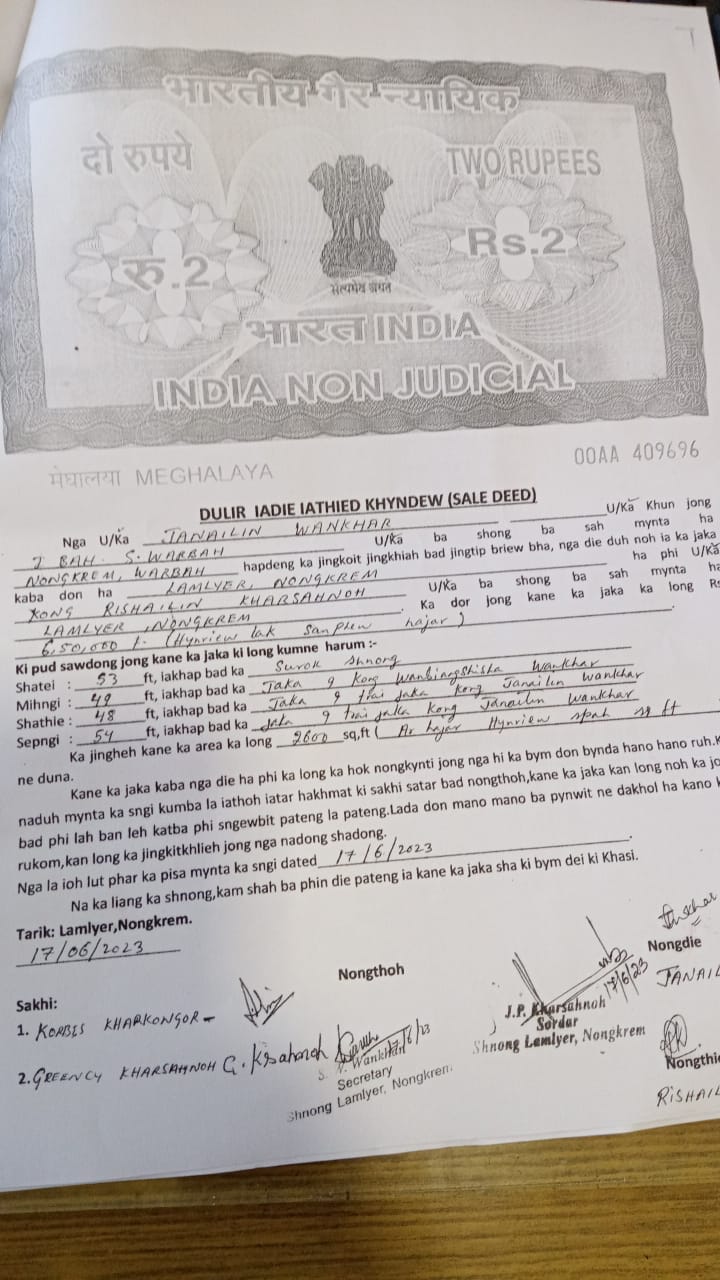 भारतीय गैर न्यायिक
दो रुपये TWO RUPEES
रु.2 Rs.2
सत्यमेव जयते
भारत INDIA
INDIA NON JUDICIAL
मेघालया MEGHALAYA 00AA 409696
DULIR IADIE IATHIED KHYNDEW (SALE DEED)
Nga U/Ka JANAILIN WANKHAR U/Ka Khun jong
BAH. S. WARBAH U/Ka ba shong ba sah mynta ha
NONGKREM, WARBAH hapdeng ka jingkoit jingkhiah bad jingtip briew bha, nga die duh noh ia ka jaka
kaba don ha LAMLYER, NONGKREM ha phi U/Ka
KONG RISHAILIN KHARSAHNOH U/Ka ba shong ba sah mynta ha
LAMLYER, NONGKREM. Ka dor jong kane ka jaka ka long Rs
6,50,000/- (Hynriew lak sanphew hajar).
Ki pud sawdong jong kane ka jaka ki long kumne harum :-
Shatei : 53 ft, iakhap bad ka Surok Shnong
Mihngi : 49 ft, iakhap bad ka Jaka Kong Wanbiangshisha Wankhar
Shathie : 48 ft, iakhap bad ka Jaka trai jaka kong Janailin Wankhar
Sepngi : 54 ft, iakhap bad ka Jaka trai jaka Kong Janailin Wankhar
Ka jingheh kane ka area ka long 2600 sq,ft (Ar hajar Hynriew spah sq ft
ne duna.
Kane ka jaka kaba nga die ha phi ka long ka hok nongkynti jong nga hi ka bym don bynda hano hano ruh.K
naduh mynta ka sngi kumba la iathoh iatar hakhmat ki sakhi satar bad nongthoh,kane ka jaka kan long noh ka jo
bad phi lah ban leh katba phi sngewbit pateng la pateng.Lada don mano mano ba pynwit ne dakhol ha kano k
rukom,kan long ka jingkitkhlieh jong nga nadong shadong.
Nga la ioh lut phar ka pisa mynta ka sngi dated 17/6/2023.
Na ka liang ka shnong,kam shah ba phin die pateng ia kane ka jaka sha ki bym dei ki Khasi.
Tarik: Lamlyer,Nongkrem.
17/06/2023
Nongthoh
Nongdie
JANAIL
17/6/23
J.P. Kharsahnoh
Sordar
Shnong Lamlyer, Nongkrem
Sakhi:
1. KORBIS KHARKONGOR -
2. GREENCY KHARSAHNOH G. Ksahnoh
Wankhar
Secretary
Shnong Lamlyer, Nongkrem
Nongthie
RISHAIL